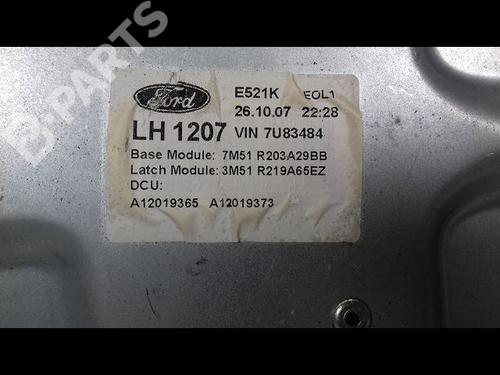 B-PARTS
Ford
E521K EOL1
26.10.07 22:28
LH 1207 VIN 7U83484
Base Module: 7M51 R203A29BB
Latch Module: 3M51 R219A65EZ
DCU:
A12019365 A12019373